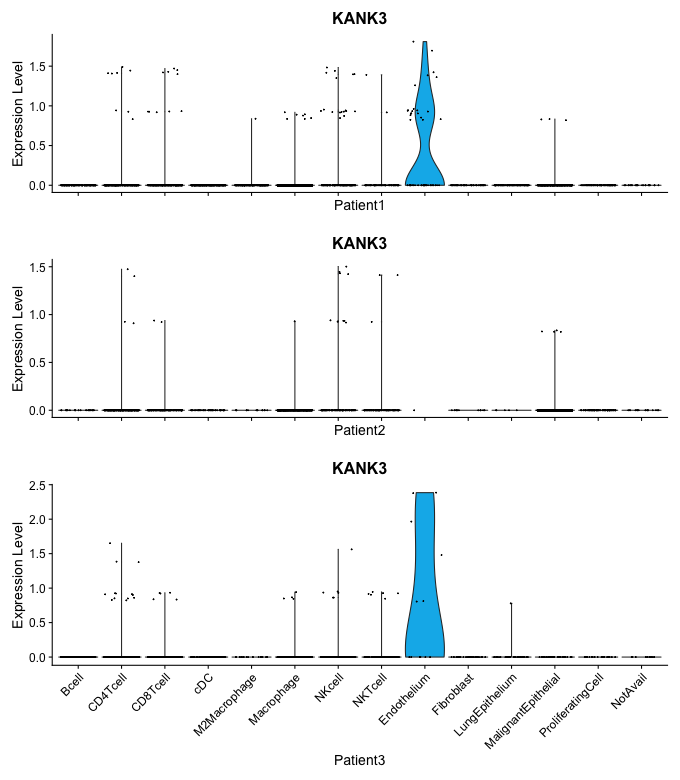 KANK3
Expression Level
1.5
1.0
0.5
0.0
Patient1
KANK3
Expression Level
1.5
1.0
0.5
0.0
Patient2
KANK3
Expression Level
2.5
2.0
1.5
1.0
0.5
0.0
Bcell
CD4Tcell
CD8Tcell
cDC
M2Macrophage
Macrophage
NKcell
NKTcell
Endothelium
Fibroblast
LungEpithelium
MalignantEpithelial
ProliferatingCell
NotAvail
Patient3